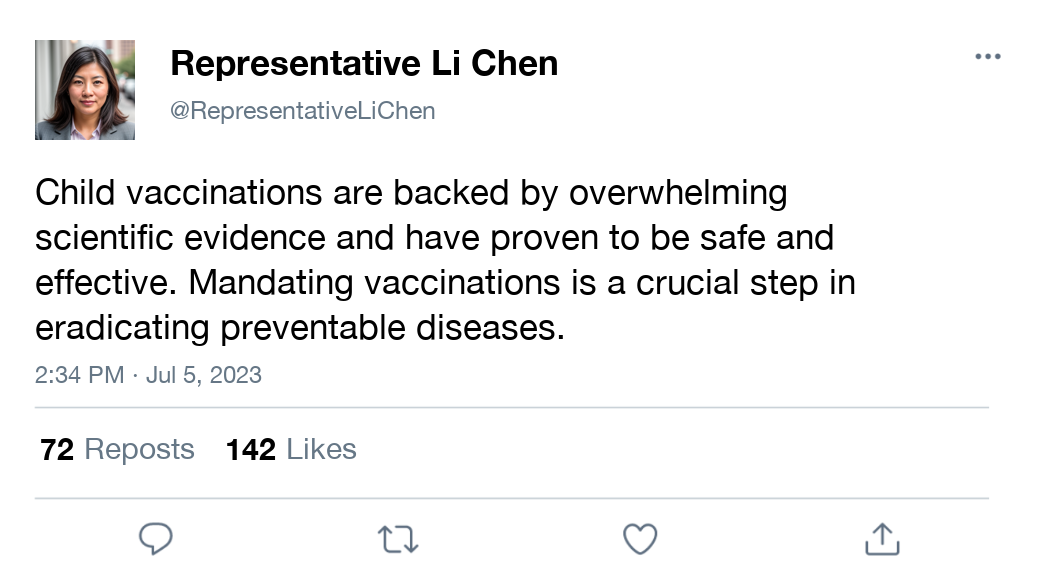 Representative Li Chen
@RepresentativeLiChen
Child vaccinations are backed by overwhelming
scientific evidence and have proven to be safe and
effective. Mandating vaccinations is a crucial step in
eradicating preventable diseases.
2:34 PM · Jul 5, 2023
72 Reposts 142 Likes